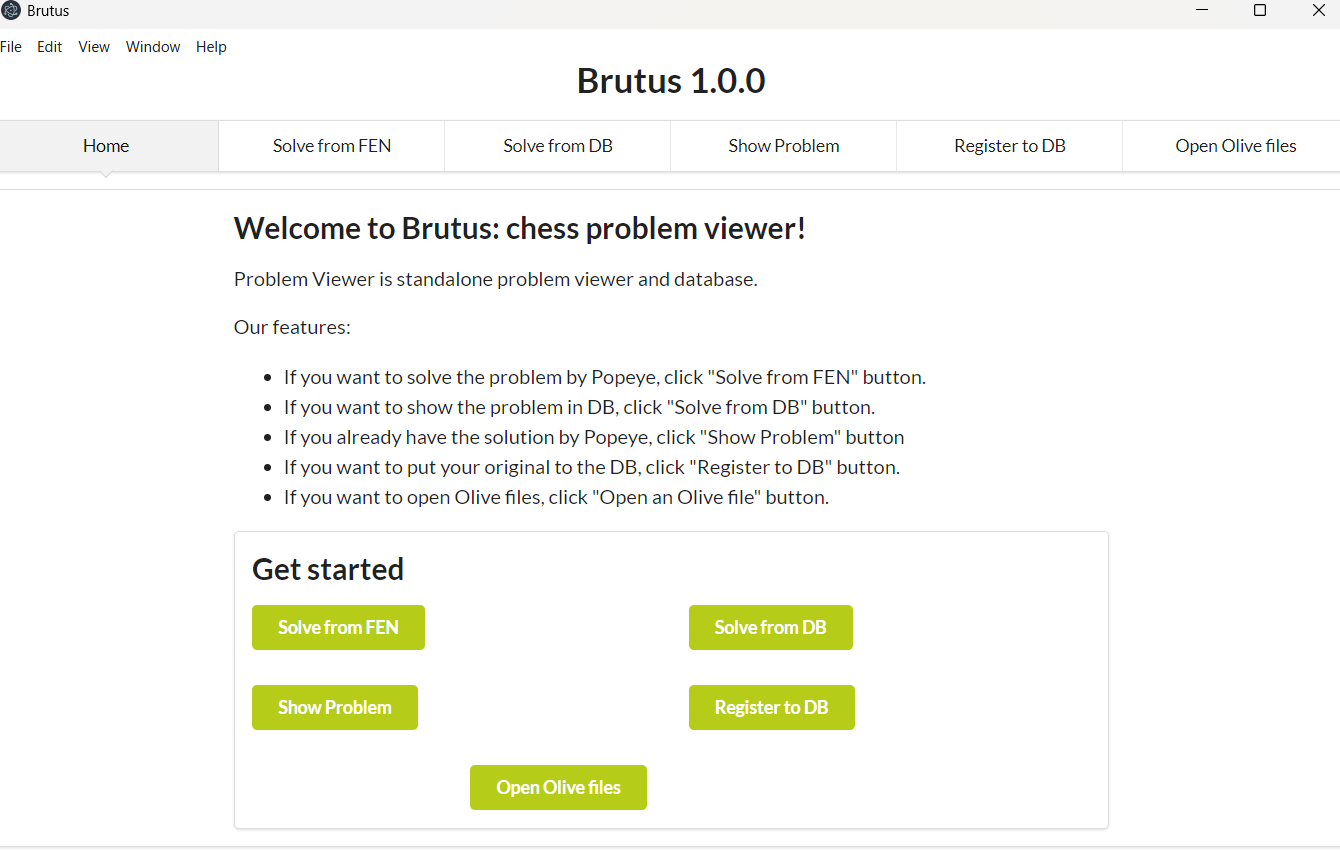 Brutus
File Edit View Window Help
Brutus 1.0.0
Home Solve from FEN Solve from DB Show Problem Register to DB Open Olive files
Welcome to Brutus: chess problem viewer!
Problem Viewer is standalone problem viewer and database.
Our features:
If you want to solve the problem by Popeye, click "Solve from FEN" button.
If you want to show the problem in DB, click "Solve from DB" button.
If you already have the solution by Popeye, click "Show Problem" button
If you want to put your original to the DB, click "Register to DB" button.
If you want to open Olive files, click "Open an Olive file" button.
Get started
Solve from FEN Solve from DB
Show Problem Register to DB
Open Olive files